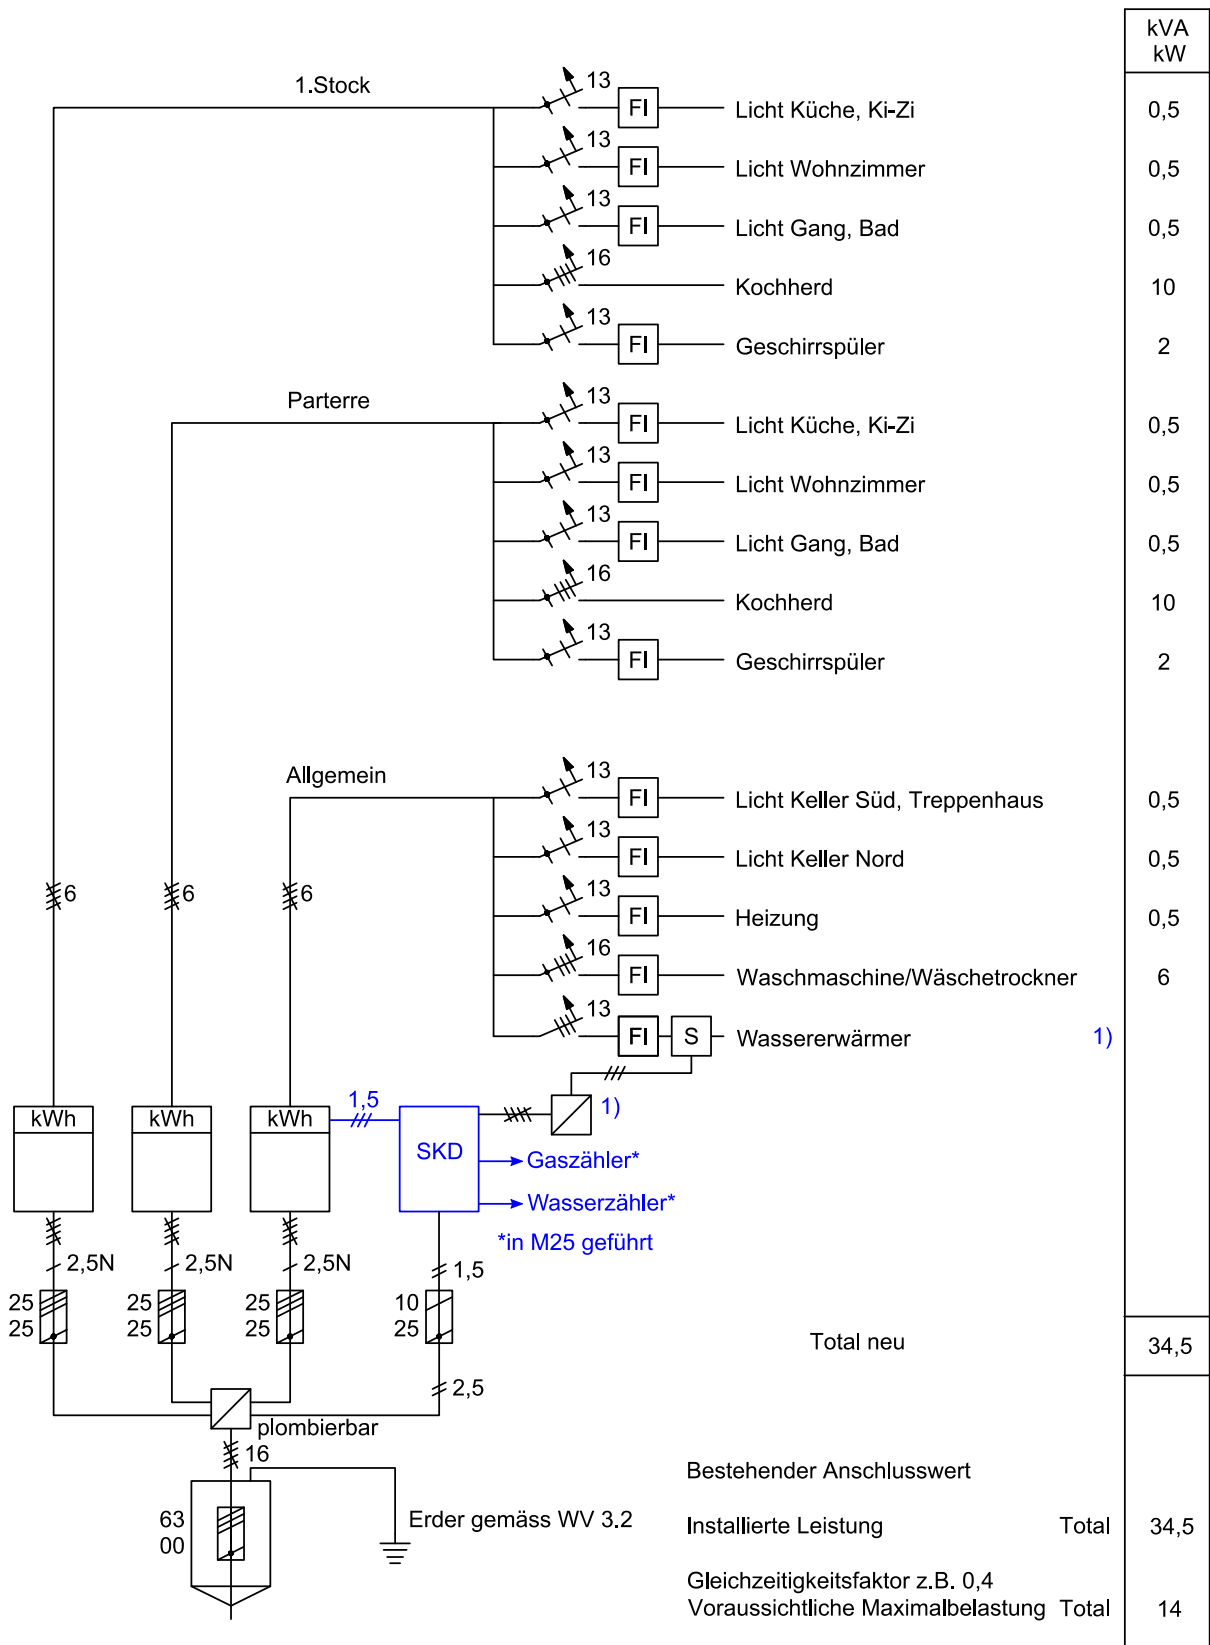 kVA
kW
1.Stock
13 FI Licht Küche, Ki-Zi 0,5
13 FI Licht Wohnzimmer 0,5
13 FI Licht Gang, Bad 0,5
16 Kochherd 10
13 FI Geschirrspüler 2
Parterre
13 FI Licht Küche, Ki-Zi 0,5
13 FI Licht Wohnzimmer 0,5
13 FI Licht Gang, Bad 0,5
16 Kochherd 10
13 FI Geschirrspüler 2
Allgemein
13 FI Licht Keller Süd, Treppenhaus 0,5
13 FI Licht Keller Nord 0,5
6 6 6
13 FI Heizung 0,5
16 FI Waschmaschine/Wäschetrockner 6
13 FI S Wassererwärmer 1)
kWh kWh kWh 1,5 SKD 1)
Gaszähler*
Wasserzähler*
*in M25 geführt
2,5N 2,5N 2,5N 1,5
25 25 25 10
25 25 25 25
Total neu 34,5
2,5
plombierbar
16
Bestehender Anschlusswert
63
00
Erder gemäss WV 3.2
Installierte Leistung Total 34,5
Gleichzeitigkeitsfaktor z.B. 0,4
Voraussichtliche Maximalbelastung Total 14